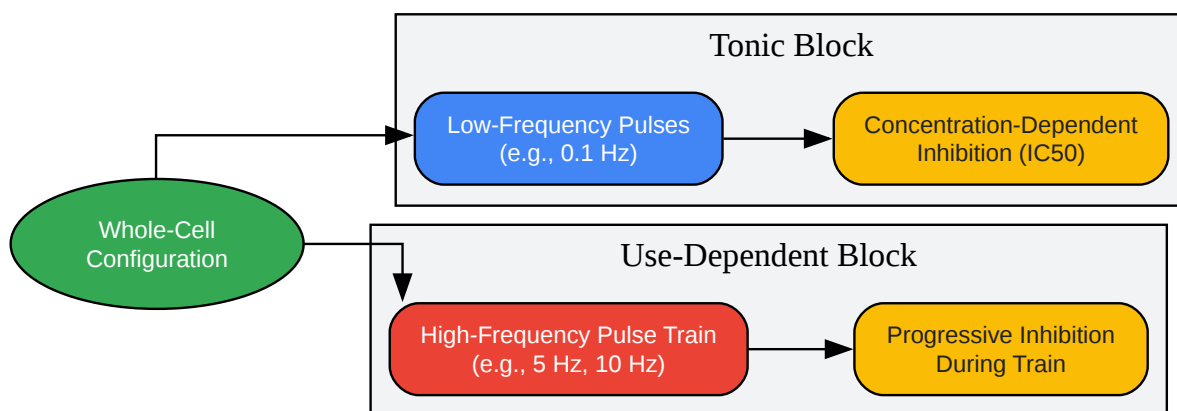 Tonic Block
Low-Frequency Pulses
(e.g., 0.1 Hz)
Concentration-Dependent
Inhibition (IC50)
Whole-Cell
Configuration
Use-Dependent Block
High-Frequency Pulse Train
(e.g., 5 Hz, 10 Hz)
Progressive Inhibition
During Train